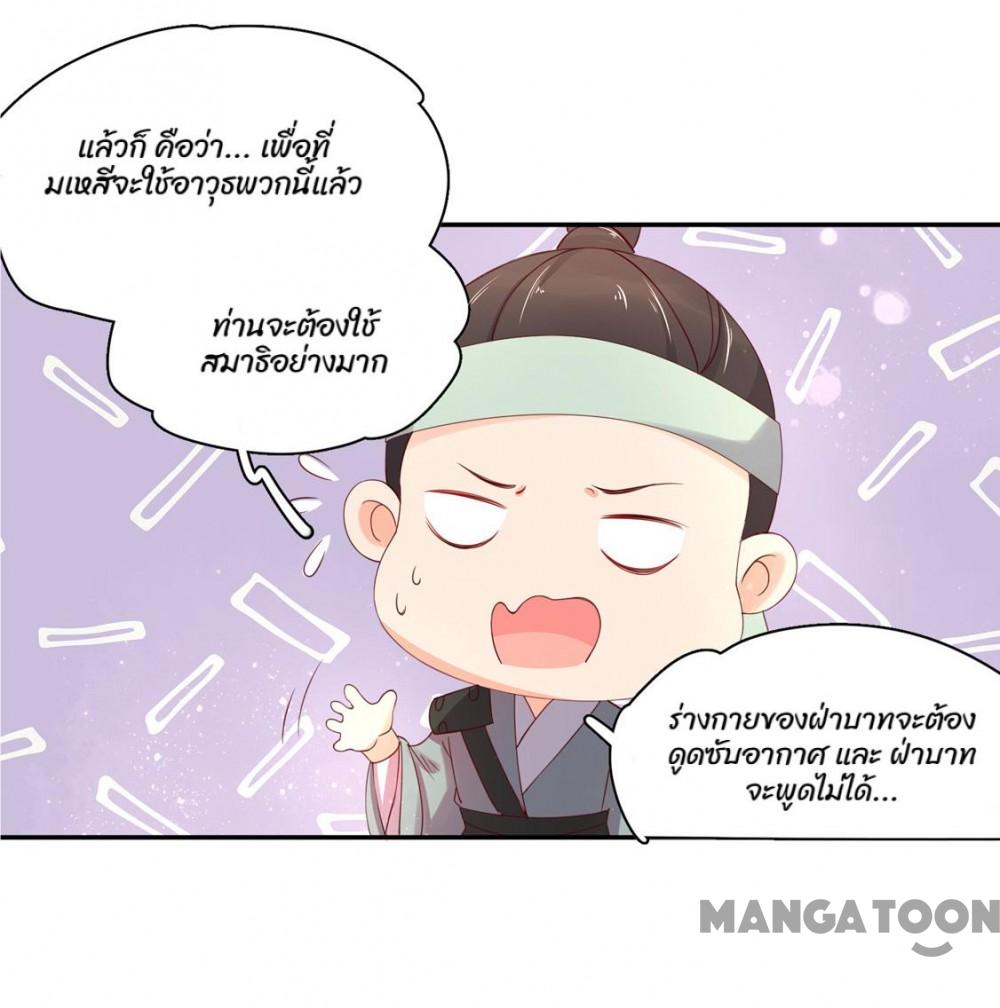 แล้วก็ คือว่า... เพื่อที่
มเหสีจะใช้อาวุธพวกนี้แล้ว
ท่านจะต้องใช้
สมาธิอย่างมาก
ร่างกายของฝ่าบาทจะต้อง
ดูดซับอากาศ และ ฝ่าบาท
จะพูดไม่ได้...
MANGATOON